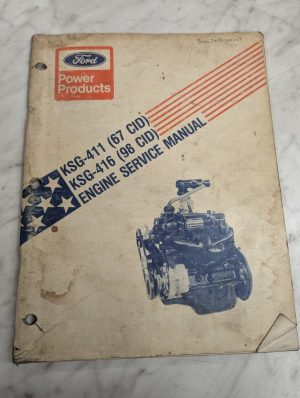 Ford
Power
Products
KSG-411 (67 CID)
KSG-416 (98 CID)
ENGINE SERVICE MANUAL